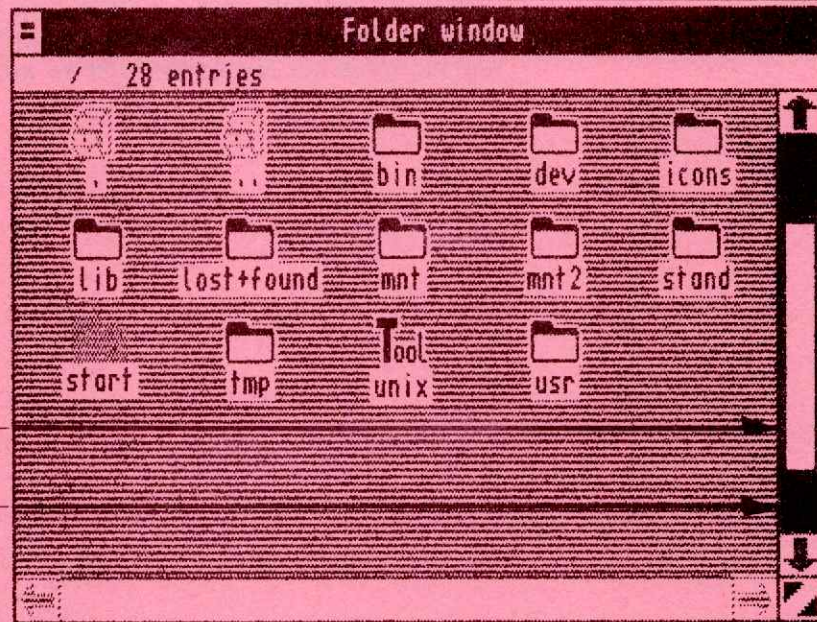 Folder window
/ 28 entries
. .. bin dev icons
lib lost+found mnt mnt2 stand
start tmp Tool unix usr